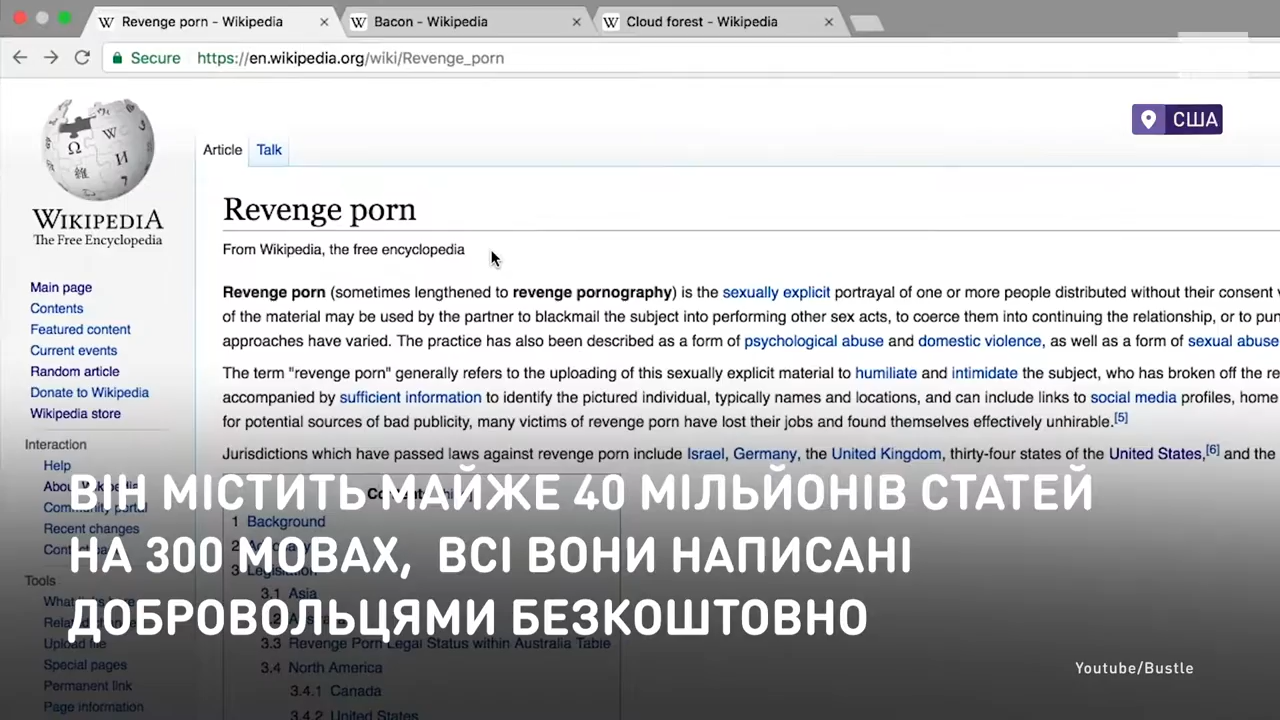 Revenge porn - Wikipedia
Bacon - Wikipedia
Cloud forest - Wikipedia
Secure
https://en.wikipedia.org/wiki/Revenge_porn
США
WIKIPEDIA
The Free Encyclopedia
Main page
Contents
Featured content
Current events
Random article
Donate to Wikipedia
Wikipedia store
Interaction
Help
Community portal
Recent changes
Tools
Upload file
Special pages
Permanent link
Page information
Article
Talk
Revenge porn
From Wikipedia, the free encyclopedia
Revenge porn (sometimes lengthened to revenge pornography) is the sexually explicit portrayal of one or more people distributed without their consent
of the material may be used by the partner to blackmail the subject into performing other sex acts, to coerce them into continuing the relationship, or to
approaches have varied. The practice has also been described as a form of psychological abuse and domestic violence, as well as a form of sexual abuse
The term "revenge porn" generally refers to the uploading of this sexually explicit material to humiliate and intimidate the subject, who has broken off the
accompanied by sufficient information to identify the pictured individual, typically names and locations, and can include links to social media profiles, home
for potential sources of bad publicity, many victims of revenge porn have lost their jobs and found themselves effectively unhirable.[5]
Jurisdictions which have passed laws against revenge porn include Israel, Germany, the United Kingdom, thirty-four states of the United States,[6] and the
1 Background
3 Legislation
3.1 Asia
3.3 Revenge Porn Legal Status within Australia Table
3.4 North America
3.4.1 Canada
3.4.2 United States
ВІН МІСТИТЬ МАЙЖЕ 40 МІЛЬЙОНІВ СТАТЕЙ
НА 300 МОВАХ, ВСІ ВОНИ НАПИСАНІ
ДОБРОВОЛЬЦЯМИ БЕЗКОШТОВНО
Youtube/Bustle